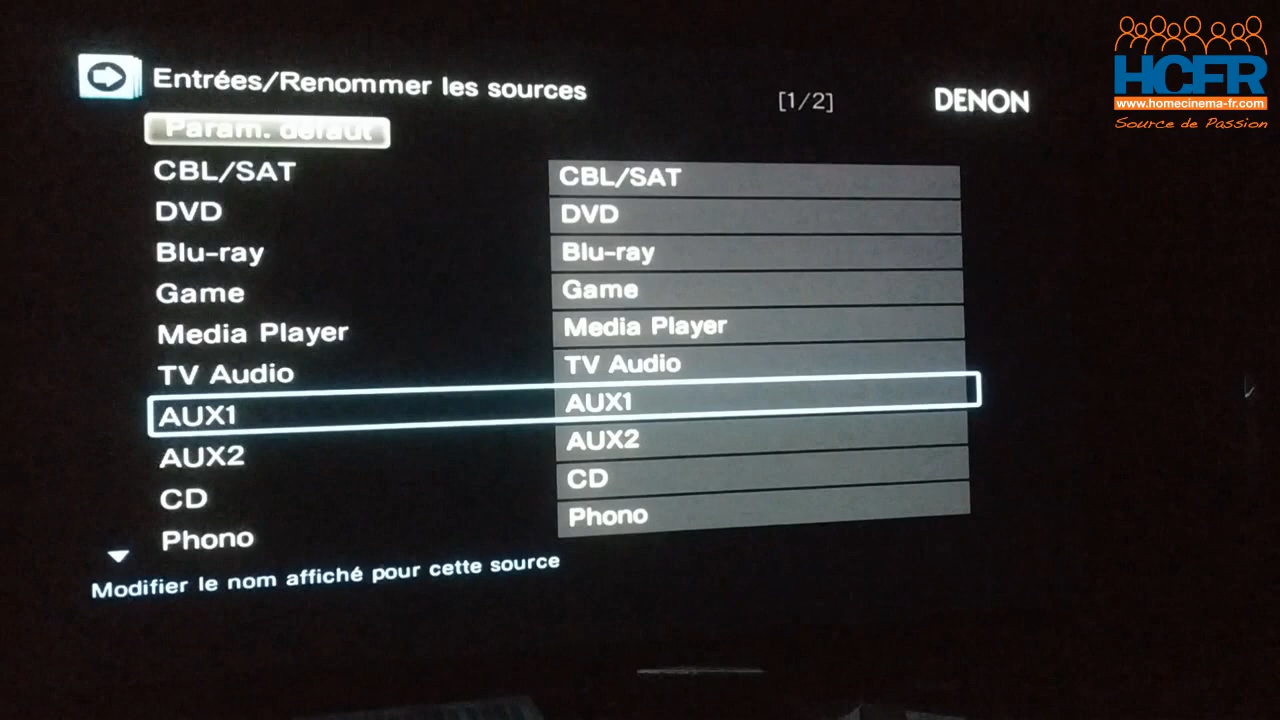 Entrées/Renommer les sources
[1/2]
DENON
HCFR
www.homecinema-fr.com
Source de Passion
Param. défaut
CBL/SAT CBL/SAT
DVD DVD
Blu-ray Blu-ray
Game Game
Media Player Media Player
TV Audio TV Audio
AUX1 AUX1
AUX2 AUX2
CD CD
Phono Phono
Modifier le nom affiché pour cette source